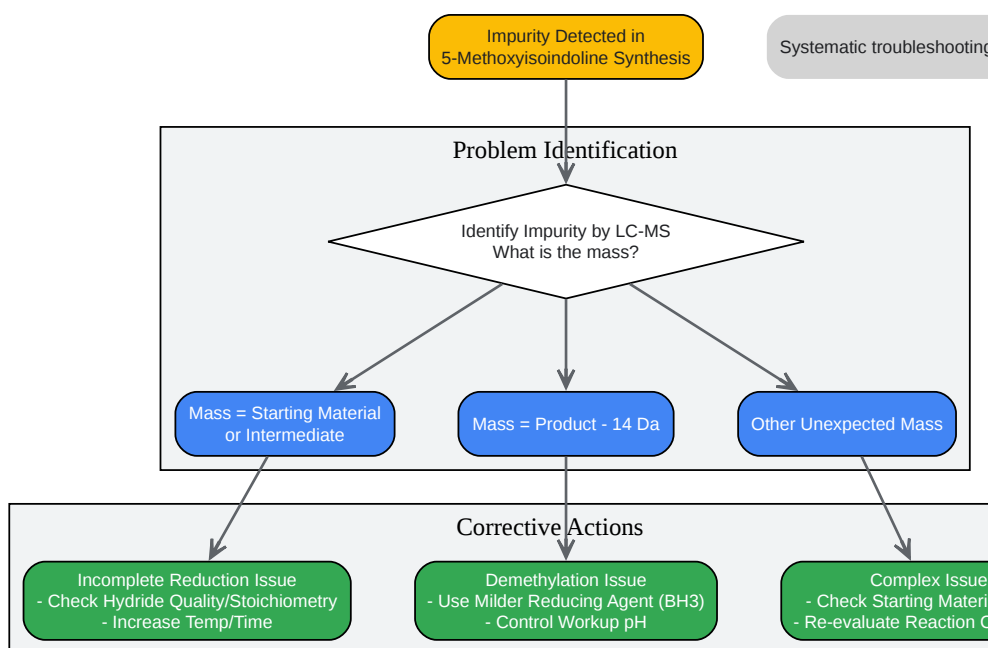 Impurity Detected in
5-Methoxyisoindoline Synthesis
Systematic troubleshooting
Problem Identification
Identify Impurity by LC-MS
What is the mass?
Mass = Starting Material
or Intermediate
Mass = Product - 14 Da
Other Unexpected Mass
Corrective Actions
Incomplete Reduction Issue
- Check Hydride Quality/Stoichiometry
- Increase Temp/Time
Demethylation Issue
- Use Milder Reducing Agent (BH3)
- Control Workup pH
Complex Issue
- Check Starting Materi
- Re-evaluate Reaction C